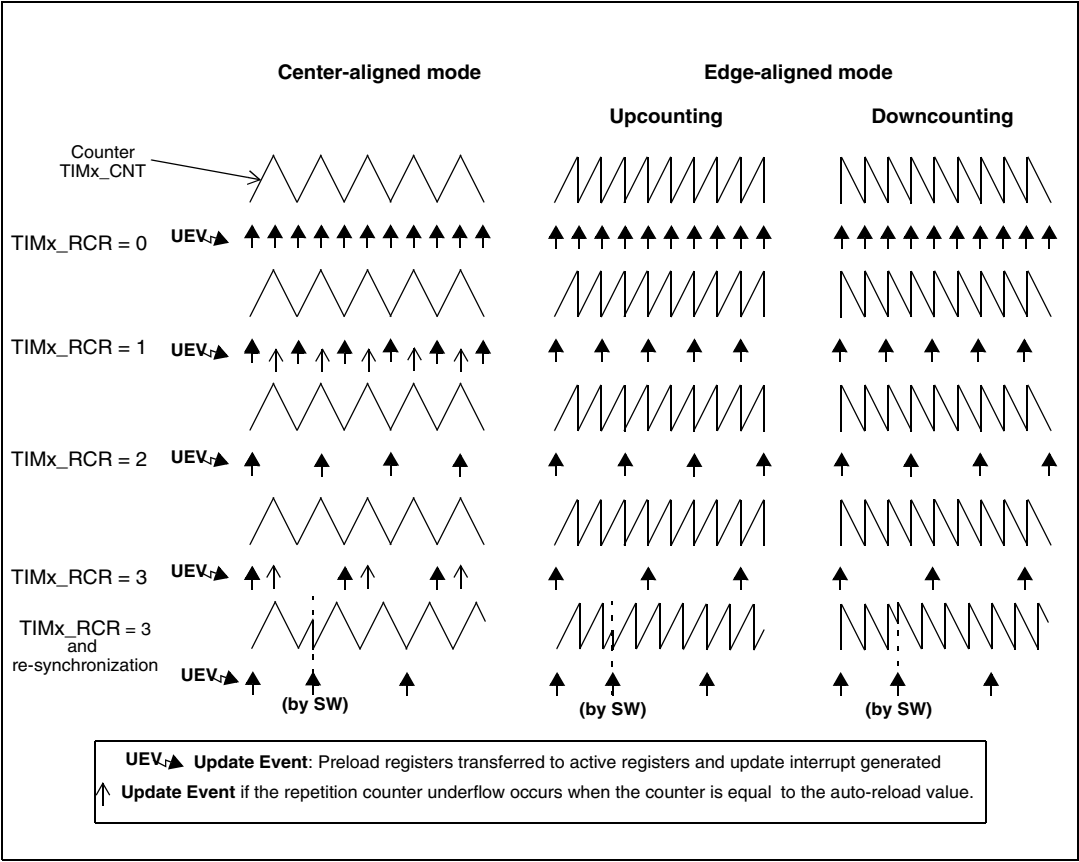 Center-aligned mode
Edge-aligned mode
Upcounting
Downcounting
Counter
TIMx_CNT
TIMx_RCR = 0
UEV
TIMx_RCR = 1
UEV
TIMx_RCR = 2
UEV
TIMx_RCR = 3
UEV
TIMx_RCR = 3
and
re-synchronization
UEV
(by SW)
(by SW)
(by SW)
UEV Update Event: Preload registers transferred to active registers and update interrupt generated
Update Event if the repetition counter underflow occurs when the counter is equal to the auto-reload value.